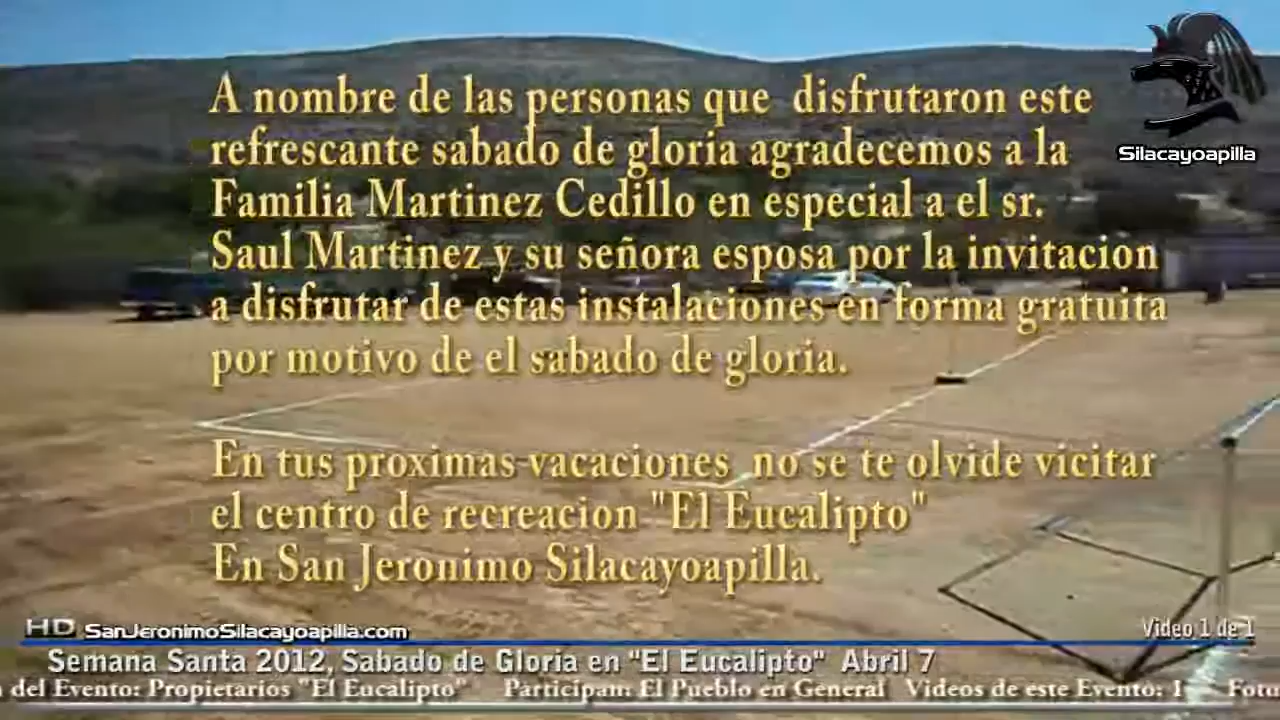 Silacayoapilla
A nombre de las personas que disfrutaron este
refrescante sabado de gloria agradecemos a la
Familia Martinez Cedillo en especial a el sr.
Saul Martinez y su señora esposa por la invitacion
a disfrutar de estas instalaciones en forma gratuita
por motivo de el sabado de gloria.
En tus proximas vacaciones no se te olvide vicitar
el centro de recreacion "El Eucalipto"
En San Jeronimo Silacayoapilla.
HD SanJeronimoSilacayoapilla.com
Video 1 de 1
Semana Santa 2012, Sabado de Gloria en "El Eucalipto" Abril 7
del Evento: Propietarios "El Eucalipto" Participan: El Pueblo en General Videos de este Evento: 1